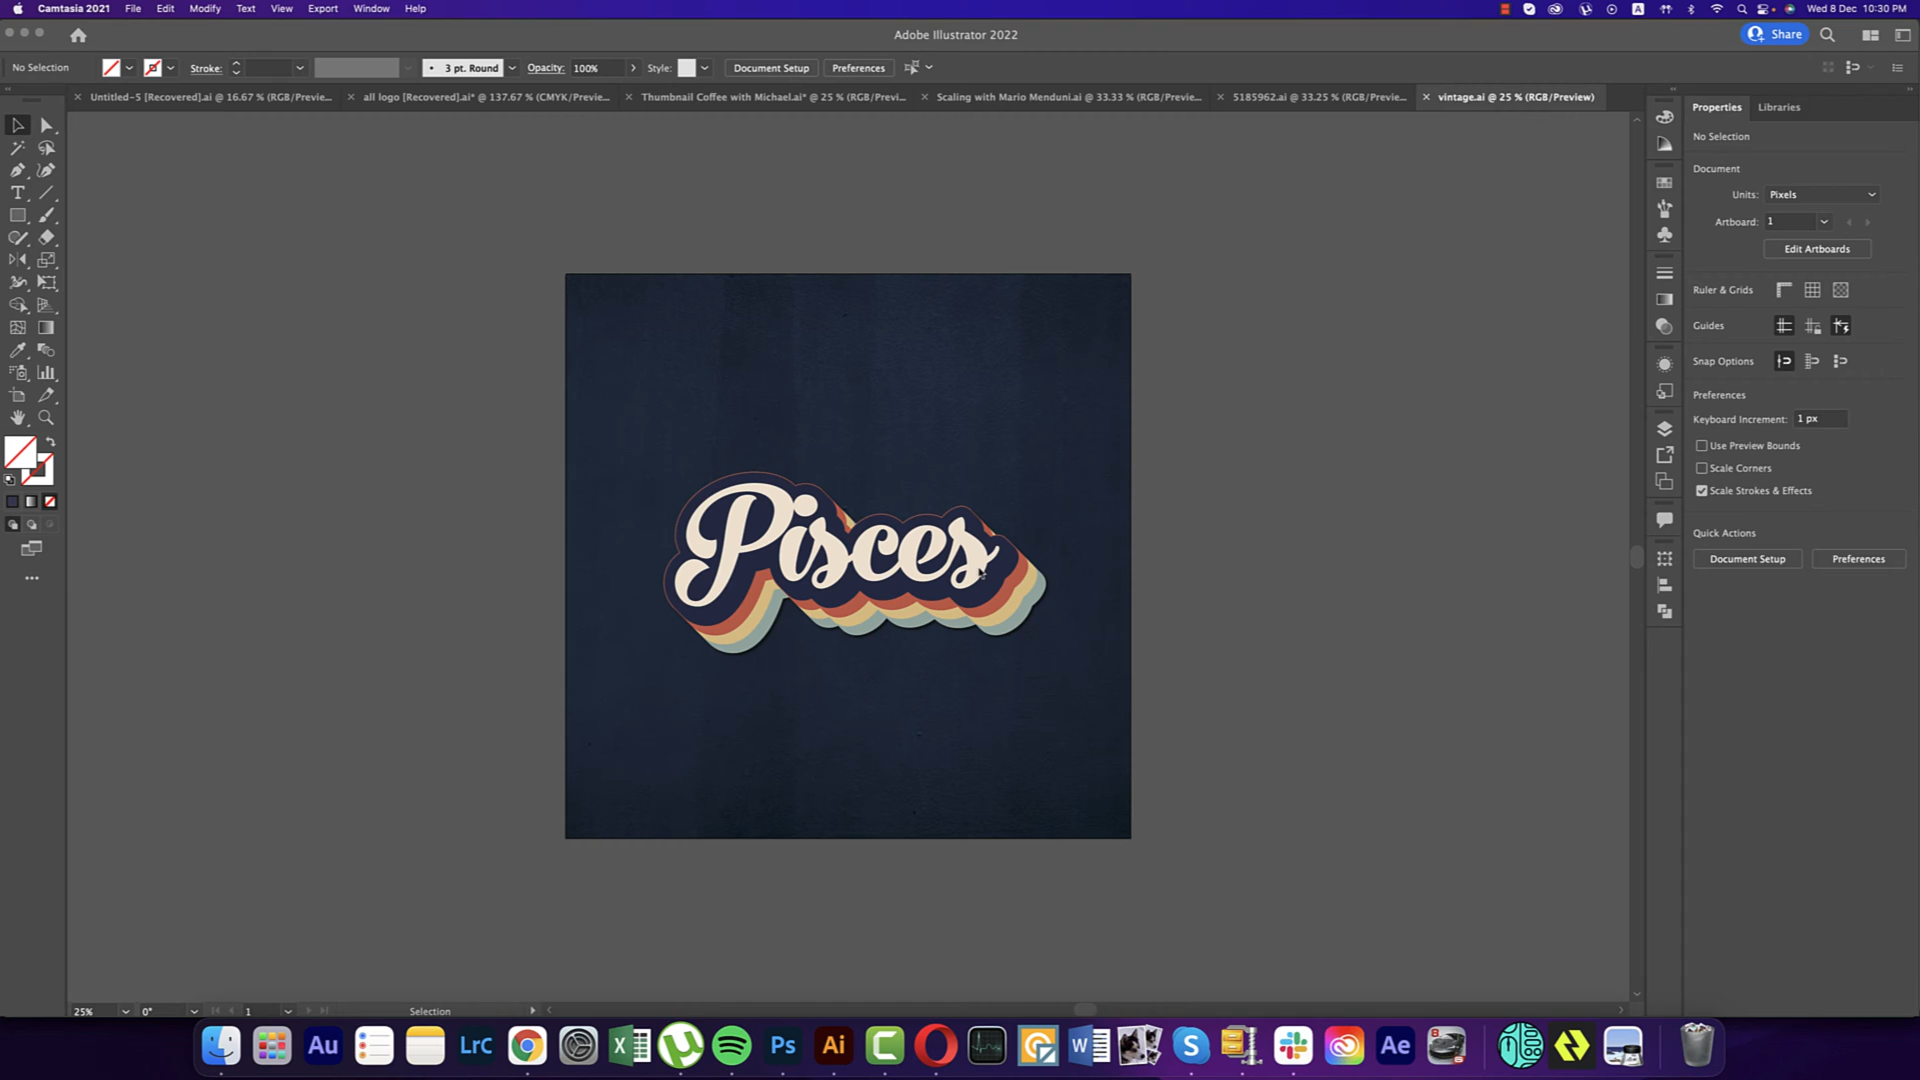 Camtasia 2021 File Edit Modify Text View Export Window Help
A Wed 8 Dec 10:30 PM
Adobe Illustrator 2022
Share
No Selection Stroke: 3 pt. Round Opacity: 100% Style: Document Setup Preferences
Untitled-5 [Recovered].ai @ 16.67 % (RGB/Previe...
all logo [Recovered].ai* @ 137.67 % (CMYK/Previe...
Thumbnail Coffee with Michael.ai* @ 25 % (RGB/Previ...
Scaling with Mario Menduni.ai @ 33.33 % (RGB/Previe...
5185962.ai @ 33.25 % (RGB/Previe...
vintage.ai @ 25 % (RGB/Preview)
Properties Libraries
No Selection
Document
Units: Pixels
Artboard: 1
Edit Artboards
Ruler & Grids
Guides
Snap Options
Preferences
Keyboard Increment: 1 px
Use Preview Bounds
Scale Corners
Scale Strokes & Effects
Quick Actions
Document Setup Preferences
Pisces
25% 0° 1 Selection
Au LrC Ps Ai C W S Ae